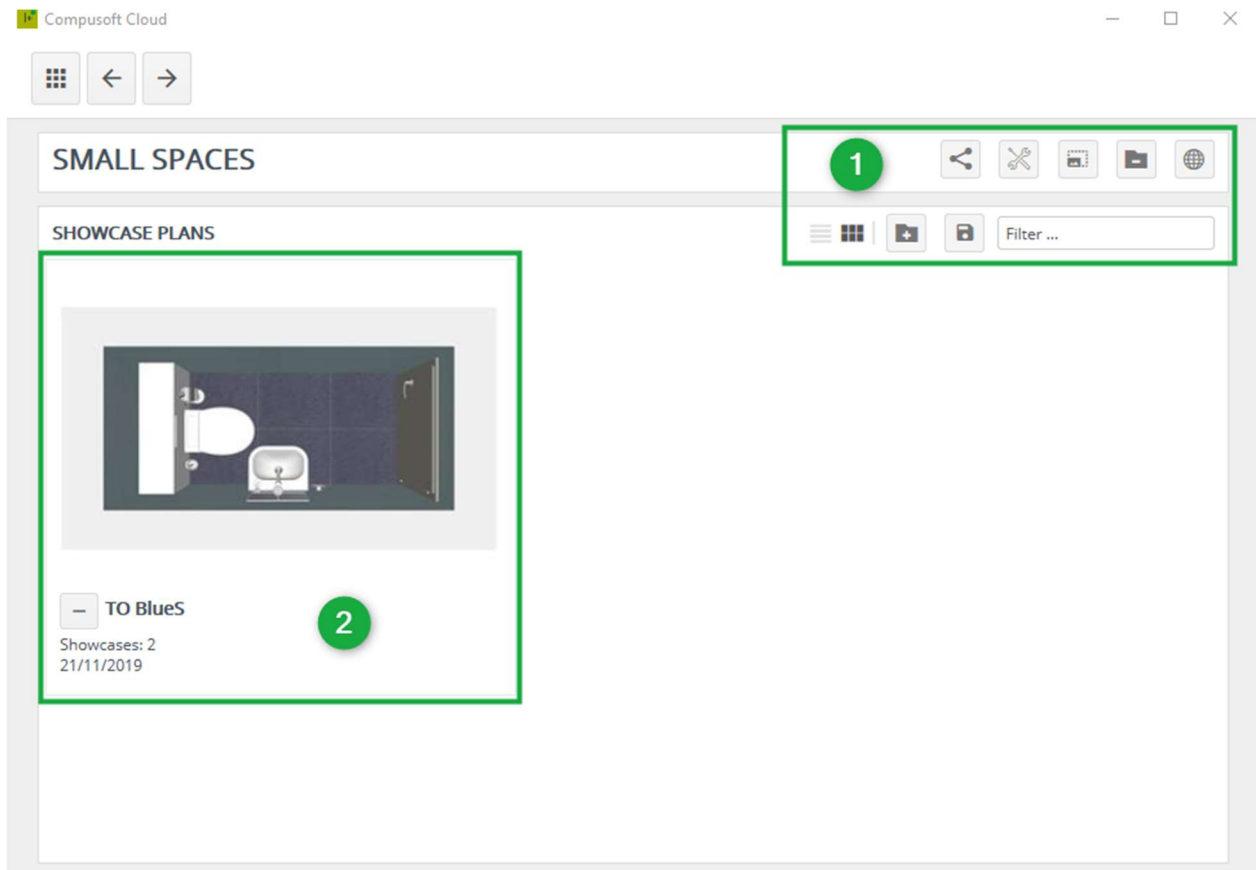 Compusoft Cloud
SMALL SPACES
1
SHOWCASE PLANS
Filter ...
TO BlueS
2
Showcases: 2
21/11/2019